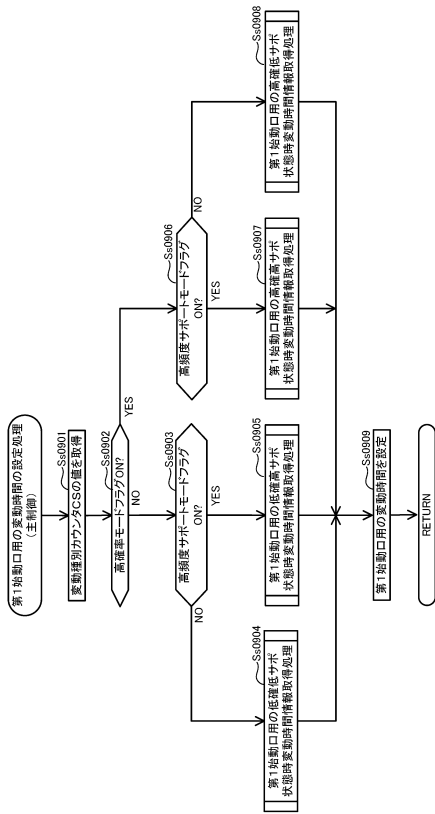 第1始動口用の変動時間の設定処理
(主制御)
Ss0901
変動種別カウンタCSの値を取得
Ss0902
高確率モードフラグON?
YES
NO
Ss0903
高頻度サポートモードフラグ
ON?
NO
YES
Ss0906
高頻度サポートモードフラグ
ON?
NO
YES
Ss0904
第1始動口用の低確低サポ
状態時変動時間情報取得処理
Ss0905
第1始動口用の低確高サポ
状態時変動時間情報取得処理
Ss0907
第1始動口用の高確高サポ
状態時変動時間情報取得処理
Ss0908
第1始動口用の高確低サポ
状態時変動時間情報取得処理
Ss0909
第1始動口用の変動時間を設定
RETURN